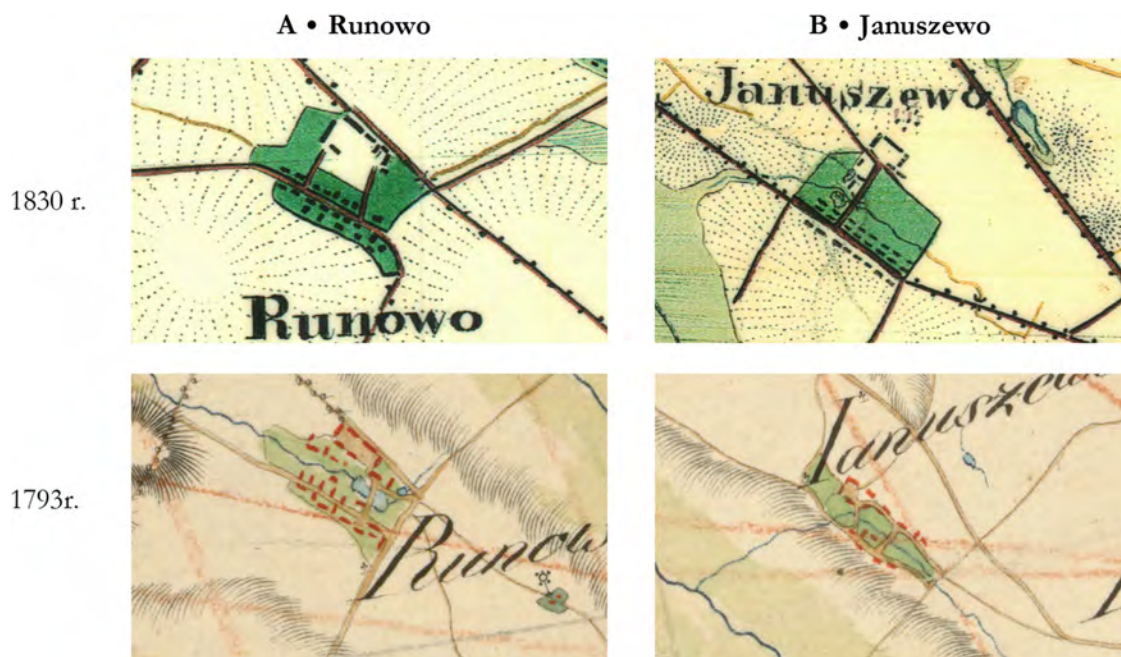 A • Runowo
B • Januszewo
1830 r.
Runowo
Januszewo
1793r.
Runow
Januszew